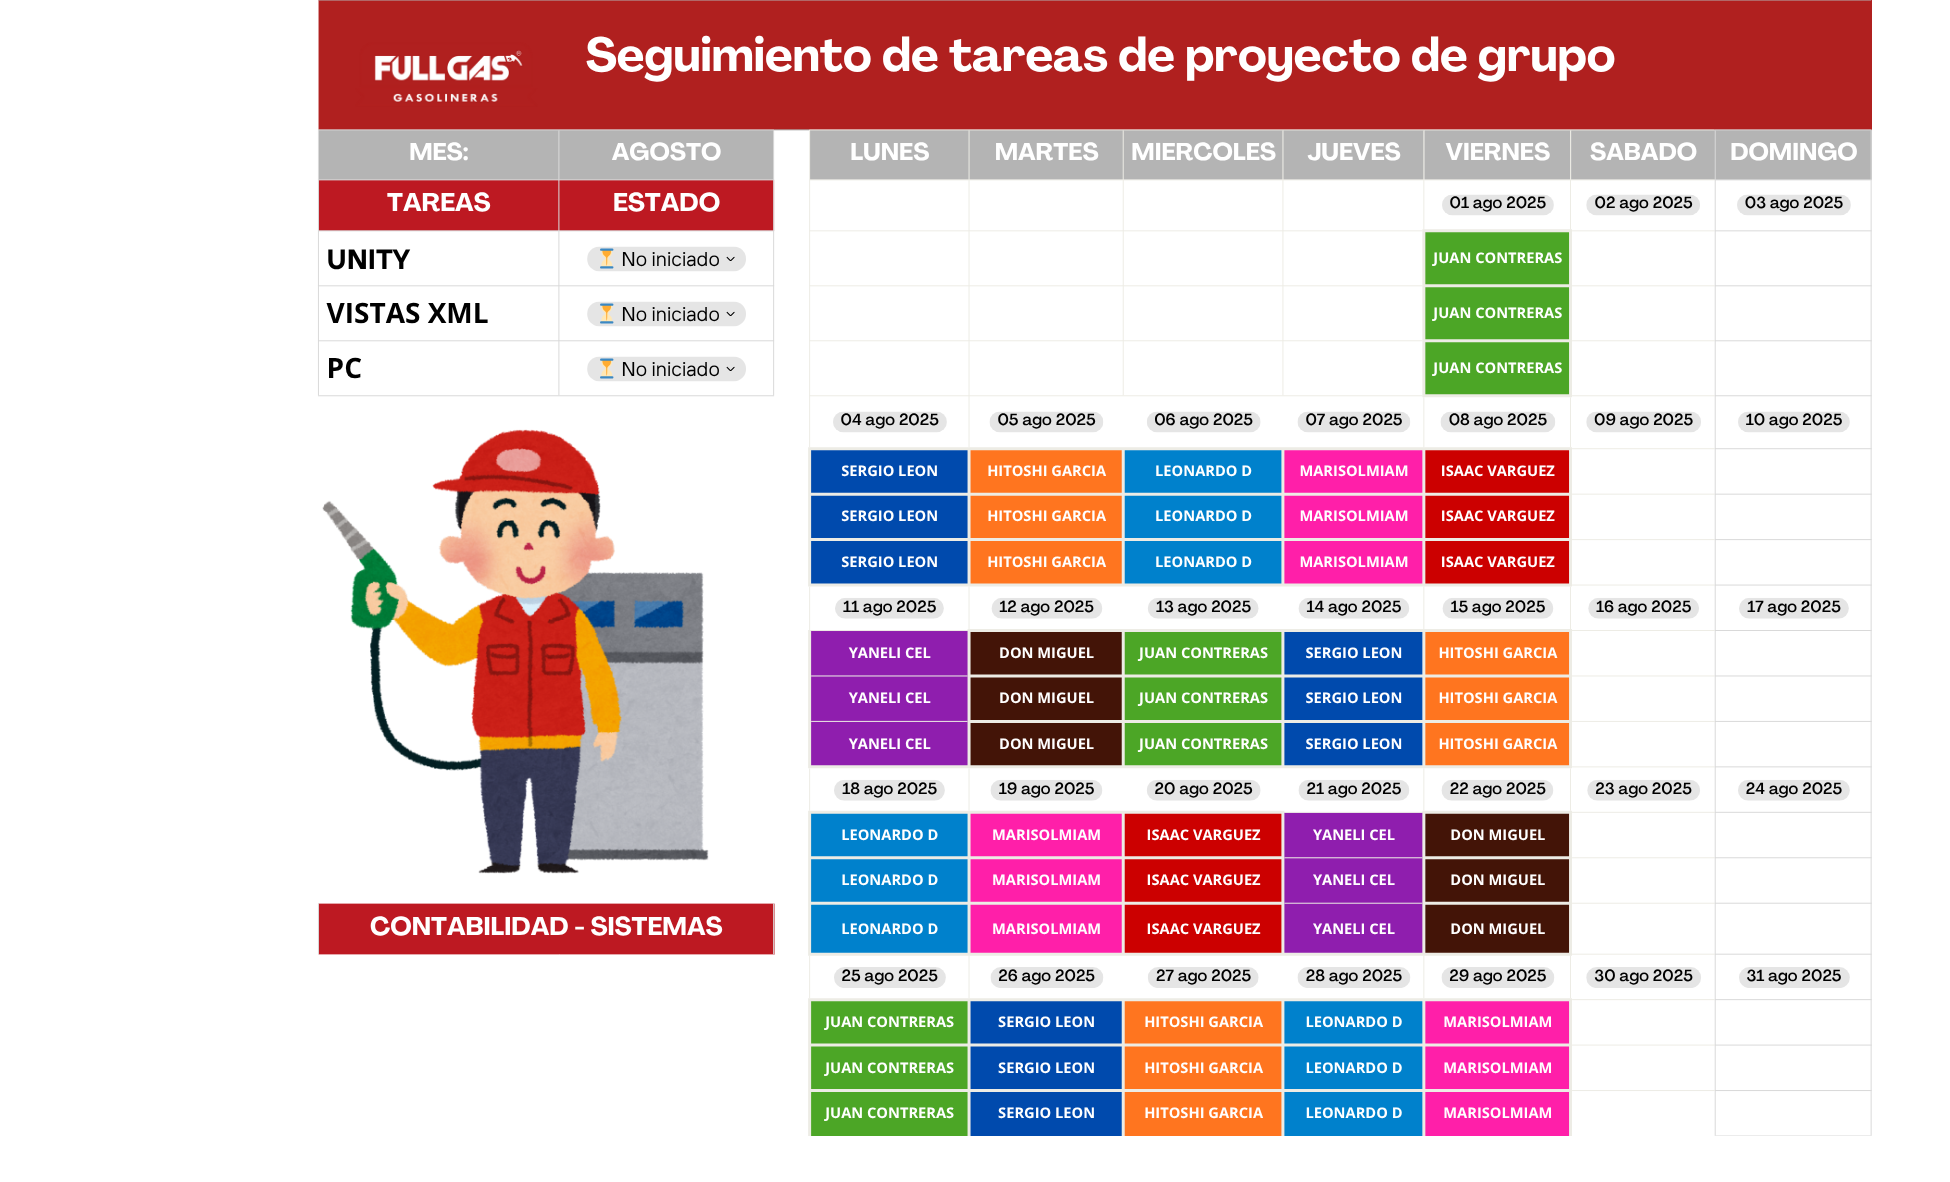 FULLGAS
GASOLINERAS
Seguimiento de tareas de proyecto de grupo
MES: AGOSTO
TAREAS ESTADO
UNITY No iniciado
VISTAS XML No iniciado
PC No iniciado
CONTABILIDAD - SISTEMAS
LUNES MARTES MIERCOLES JUEVES VIERNES SABADO DOMINGO
01 ago 2025 02 ago 2025 03 ago 2025
JUAN CONTRERAS
JUAN CONTRERAS
JUAN CONTRERAS
04 ago 2025 05 ago 2025 06 ago 2025 07 ago 2025 08 ago 2025 09 ago 2025 10 ago 2025
SERGIO LEON HITOSHI GARCIA LEONARDO D MARISOLMIAM ISAAC VARGUEZ
SERGIO LEON HITOSHI GARCIA LEONARDO D MARISOLMIAM ISAAC VARGUEZ
SERGIO LEON HITOSHI GARCIA LEONARDO D MARISOLMIAM ISAAC VARGUEZ
11 ago 2025 12 ago 2025 13 ago 2025 14 ago 2025 15 ago 2025 16 ago 2025 17 ago 2025
YANELI CEL DON MIGUEL JUAN CONTRERAS SERGIO LEON HITOSHI GARCIA
YANELI CEL DON MIGUEL JUAN CONTRERAS SERGIO LEON HITOSHI GARCIA
YANELI CEL DON MIGUEL JUAN CONTRERAS SERGIO LEON HITOSHI GARCIA
18 ago 2025 19 ago 2025 20 ago 2025 21 ago 2025 22 ago 2025 23 ago 2025 24 ago 2025
LEONARDO D MARISOLMIAM ISAAC VARGUEZ YANELI CEL DON MIGUEL
LEONARDO D MARISOLMIAM ISAAC VARGUEZ YANELI CEL DON MIGUEL
LEONARDO D MARISOLMIAM ISAAC VARGUEZ YANELI CEL DON MIGUEL
25 ago 2025 26 ago 2025 27 ago 2025 28 ago 2025 29 ago 2025 30 ago 2025 31 ago 2025
JUAN CONTRERAS SERGIO LEON HITOSHI GARCIA LEONARDO D MARISOLMIAM
JUAN CONTRERAS SERGIO LEON HITOSHI GARCIA LEONARDO D MARISOLMIAM
JUAN CONTRERAS SERGIO LEON HITOSHI GARCIA LEONARDO D MARISOLMIAM